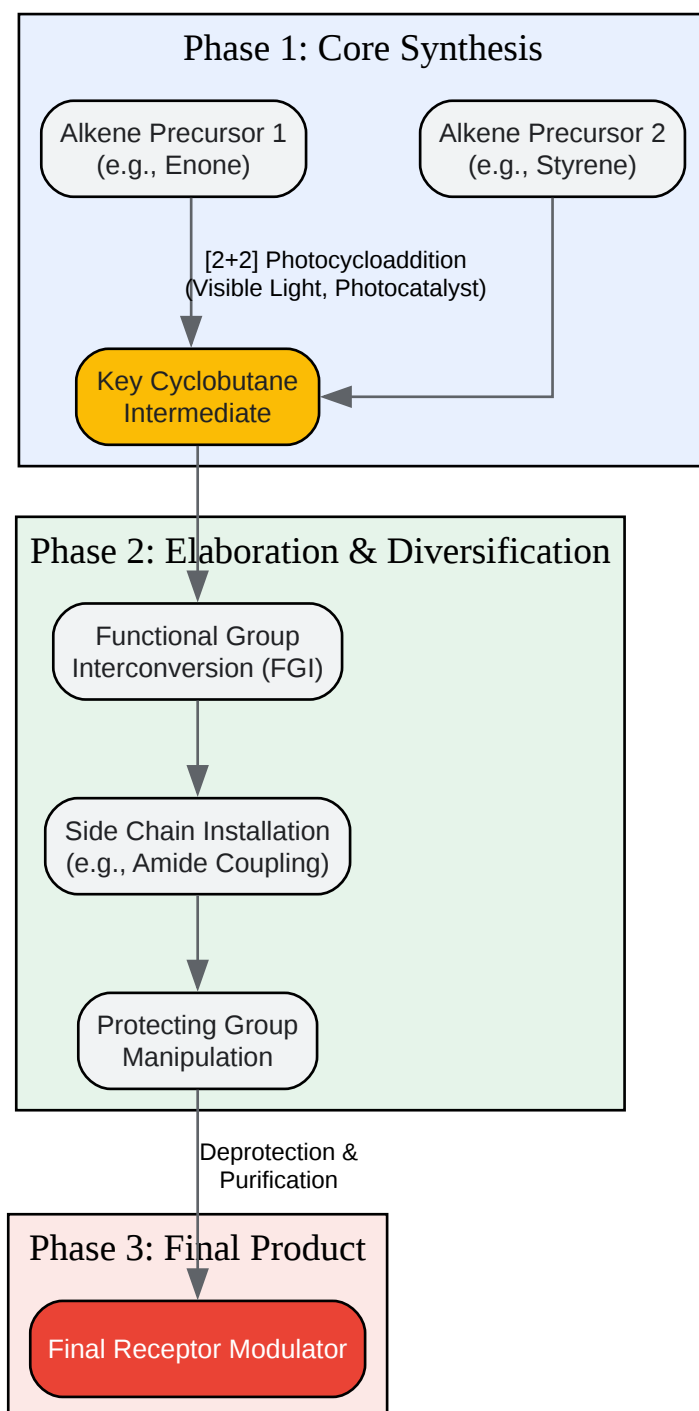 Phase 1: Core Synthesis
Alkene Precursor 1
(e.g., Enone)
Alkene Precursor 2
(e.g., Styrene)
[2+2] Photocycloaddition
(Visible Light, Photocatalyst)
Key Cyclobutane
Intermediate
Phase 2: Elaboration & Diversification
Functional Group
Interconversion (FGI)
Side Chain Installation
(e.g., Amide Coupling)
Protecting Group
Manipulation
Deprotection &
Purification
Phase 3: Final Product
Final Receptor Modulator